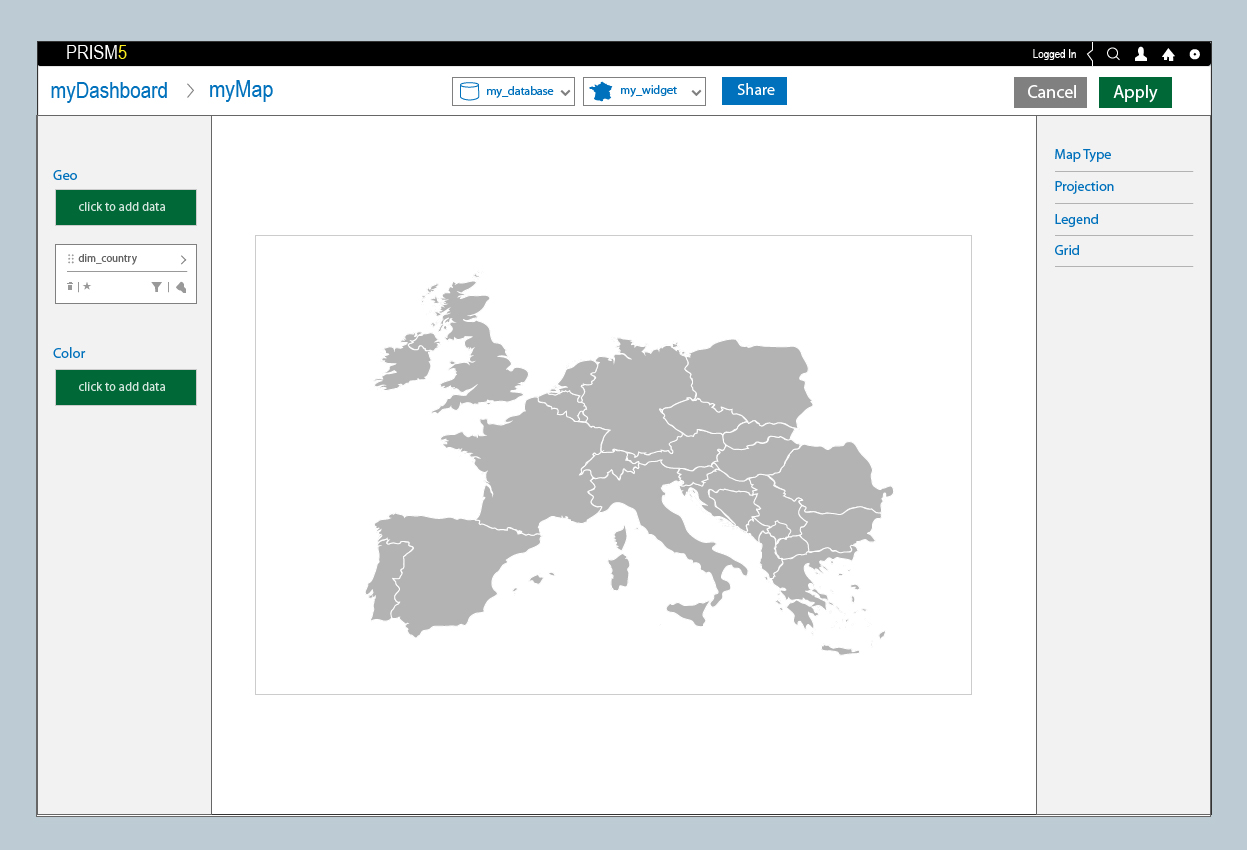 PRISM5
Logged In
myDashboard
myMap
my_database
my_widget
Share
Cancel
Apply
Geo
click to add data
dim_country
Color
click to add data
Map Type
Projection
Legend
Grid